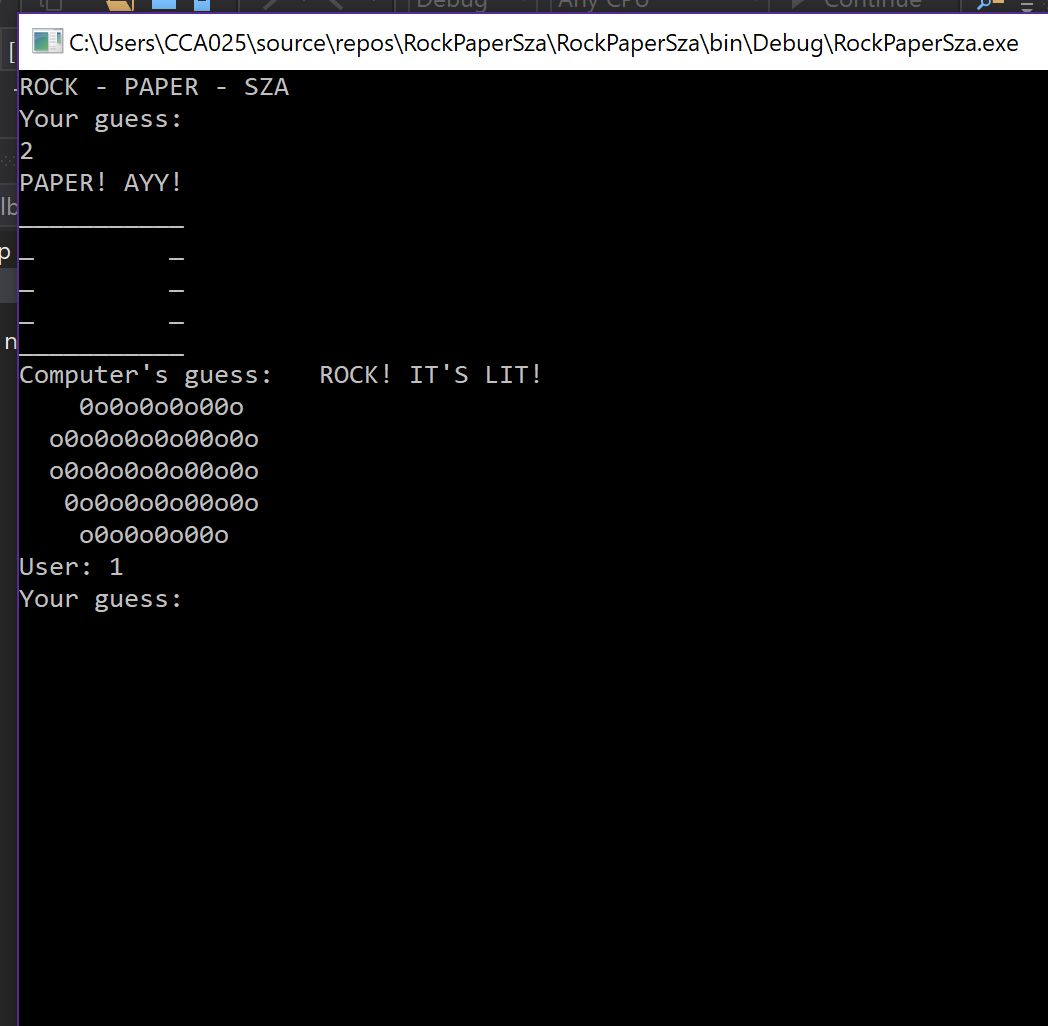 Debug Any CPU Continue
C:\Users\CCA025\source\repos\RockPaperSza\RockPaperSza\bin\Debug\RockPaperSza.exe
ROCK - PAPER - SZA
Your guess:
2
PAPER! AYY!
___________
_         _
_         _
_         _
___________
Computer's guess:   ROCK! IT'S LIT!
    0o0o0o0o00o
  o0o0o0o0o00o0o
  o0o0o0o0o00o0o
   0o0o0o0o00o0o
    o0o0o0o00o
User: 1
Your guess: